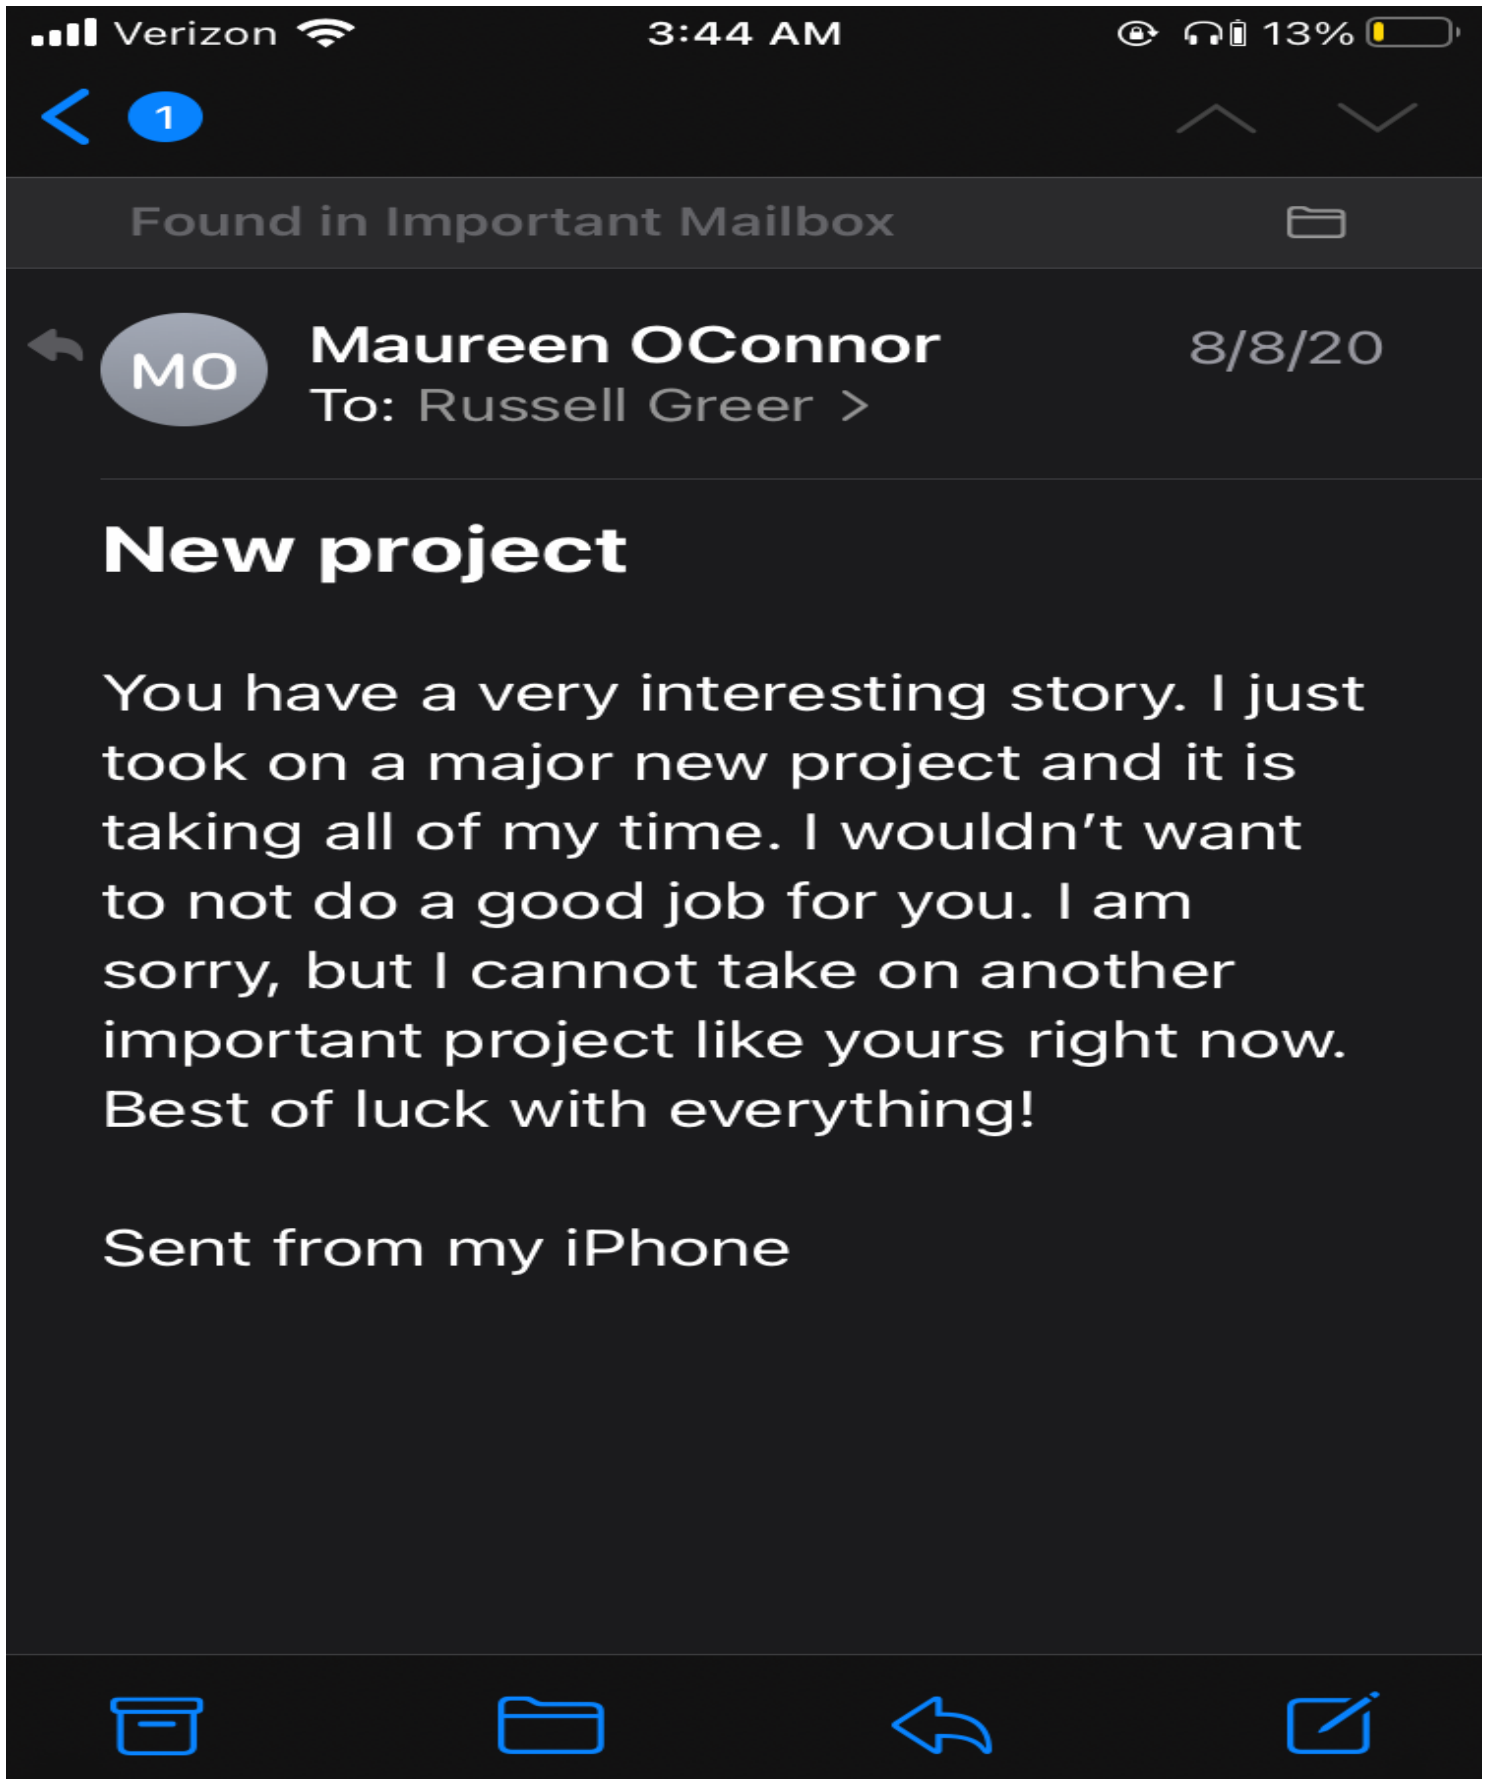 Verizon 3:44 AM 13%
1
Found in Important Mailbox
MO
Maureen OConnor 8/8/20
To: Russell Greer >
New project
You have a very interesting story. I just
took on a major new project and it is
taking all of my time. I wouldn’t want
to not do a good job for you. I am
sorry, but I cannot take on another
important project like yours right now.
Best of luck with everything!
Sent from my iPhone